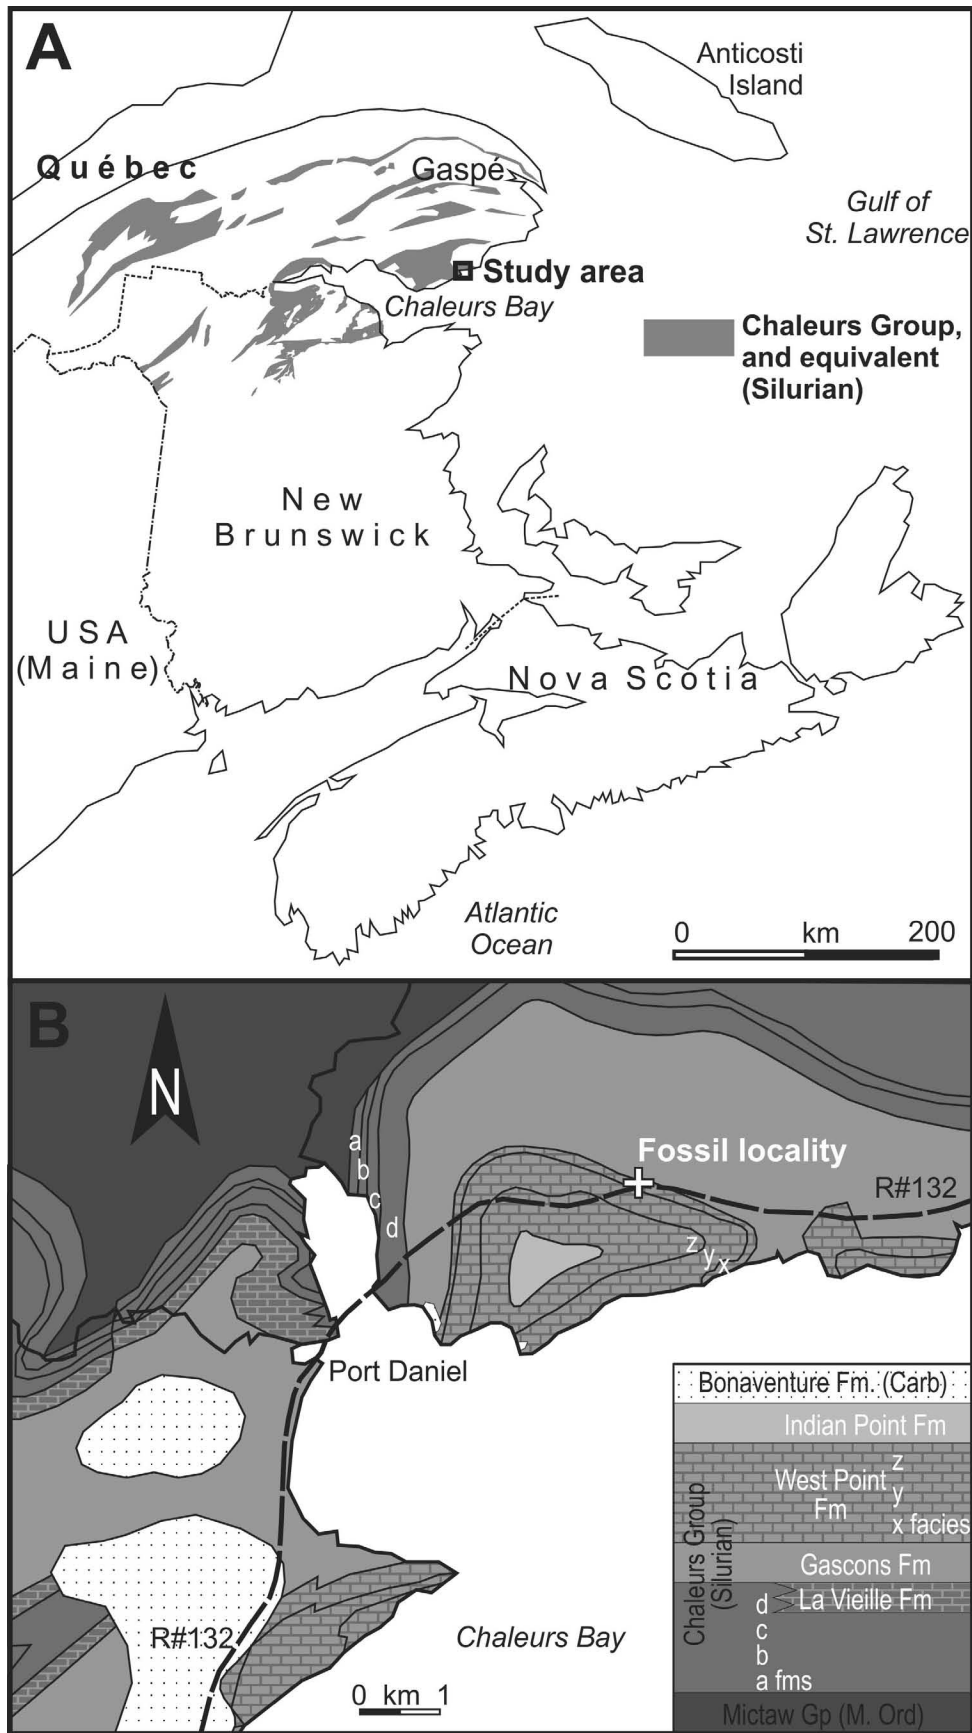 A
Anticosti
Island
Québec
Gaspé
Gulf of
St. Lawrence
Study area
Chaleurs Bay
Chaleurs Group,
and equivalent
(Silurian)
New
Brunswick
USA
(Maine)
Nova Scotia
Atlantic
Ocean
0 km 200
B
N
a
b
c
d
Fossil locality
R#132
z
y
x
Port Daniel
Bonaventure Fm. (Carb)
Indian Point Fm
z
West Point
y
Fm
x facies
Chaleurs Group
(Silurian)
Gascons Fm
d La Vieille Fm
c
b
a fms
Mictaw Gp (M. Ord)
R#132
Chaleurs Bay
0 km 1